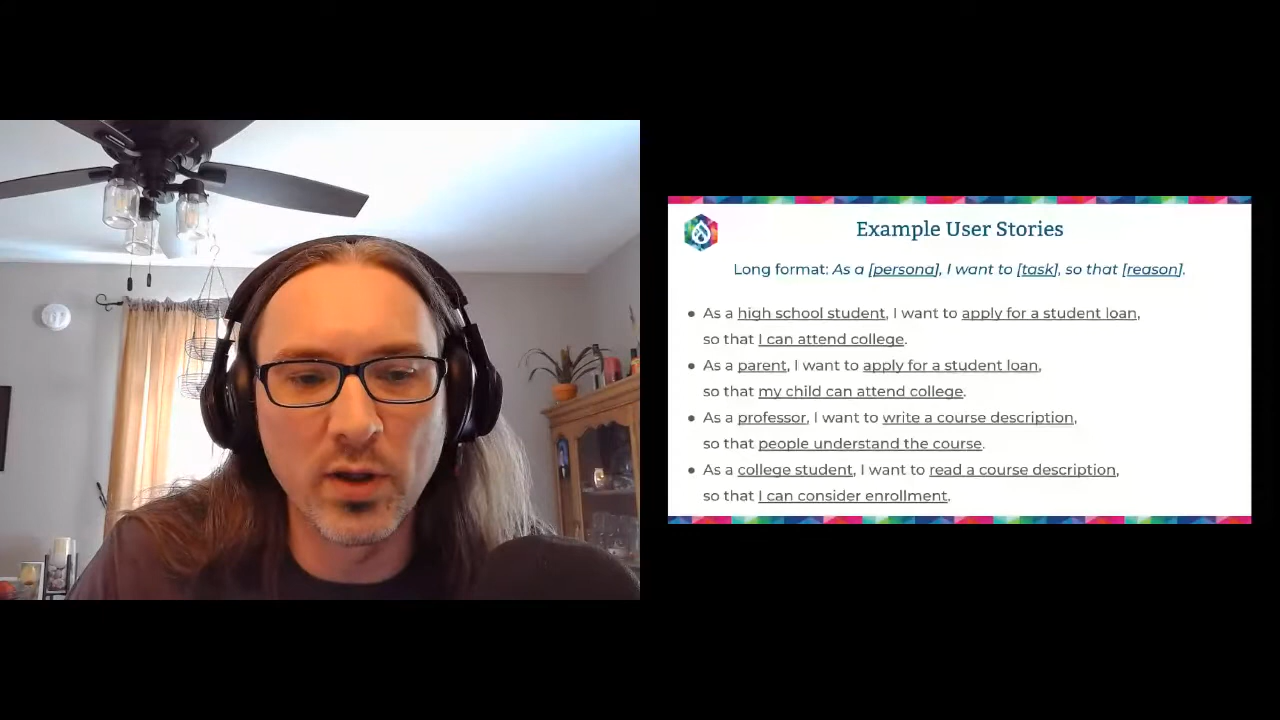 Example User Stories
Long format: As a [persona], I want to [task], so that [reason].
● As a high school student, I want to apply for a student loan,
so that I can attend college.
● As a parent, I want to apply for a student loan,
so that my child can attend college.
● As a professor, I want to write a course description,
so that people understand the course.
● As a college student, I want to read a course description,
so that I can consider enrollment.